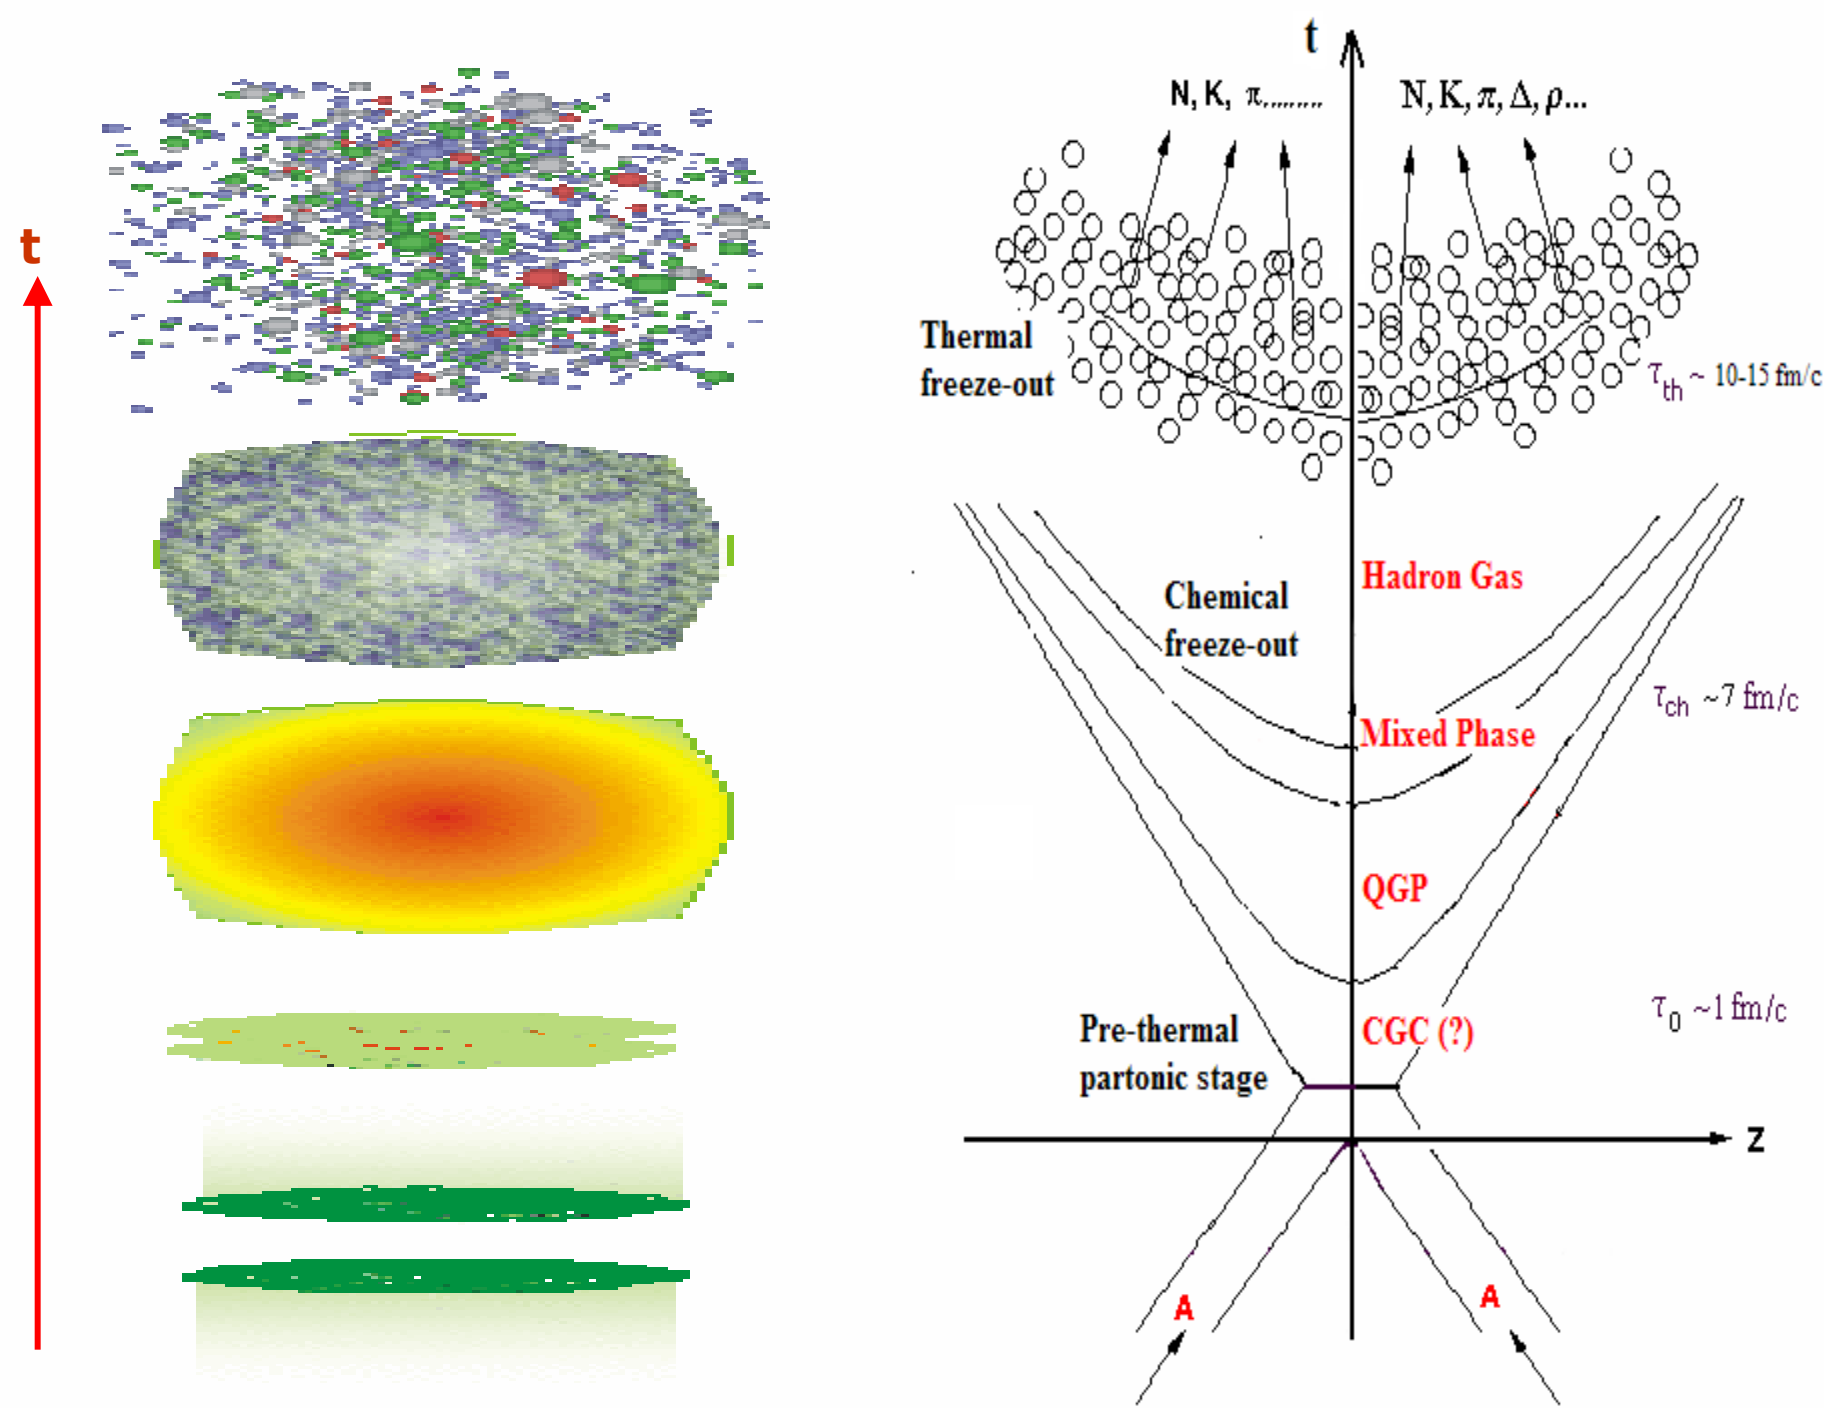 t
t
N, K, π.........
N, K, π, Δ, ρ...
Thermal
freeze-out
τth ~ 10-15 fm/c
Hadron Gas
Chemical
freeze-out
τch ~7 fm/c
Mixed Phase
QGP
τ0 ~1 fm/c
Pre-thermal
partonic stage
CGC (?)
z
A
A